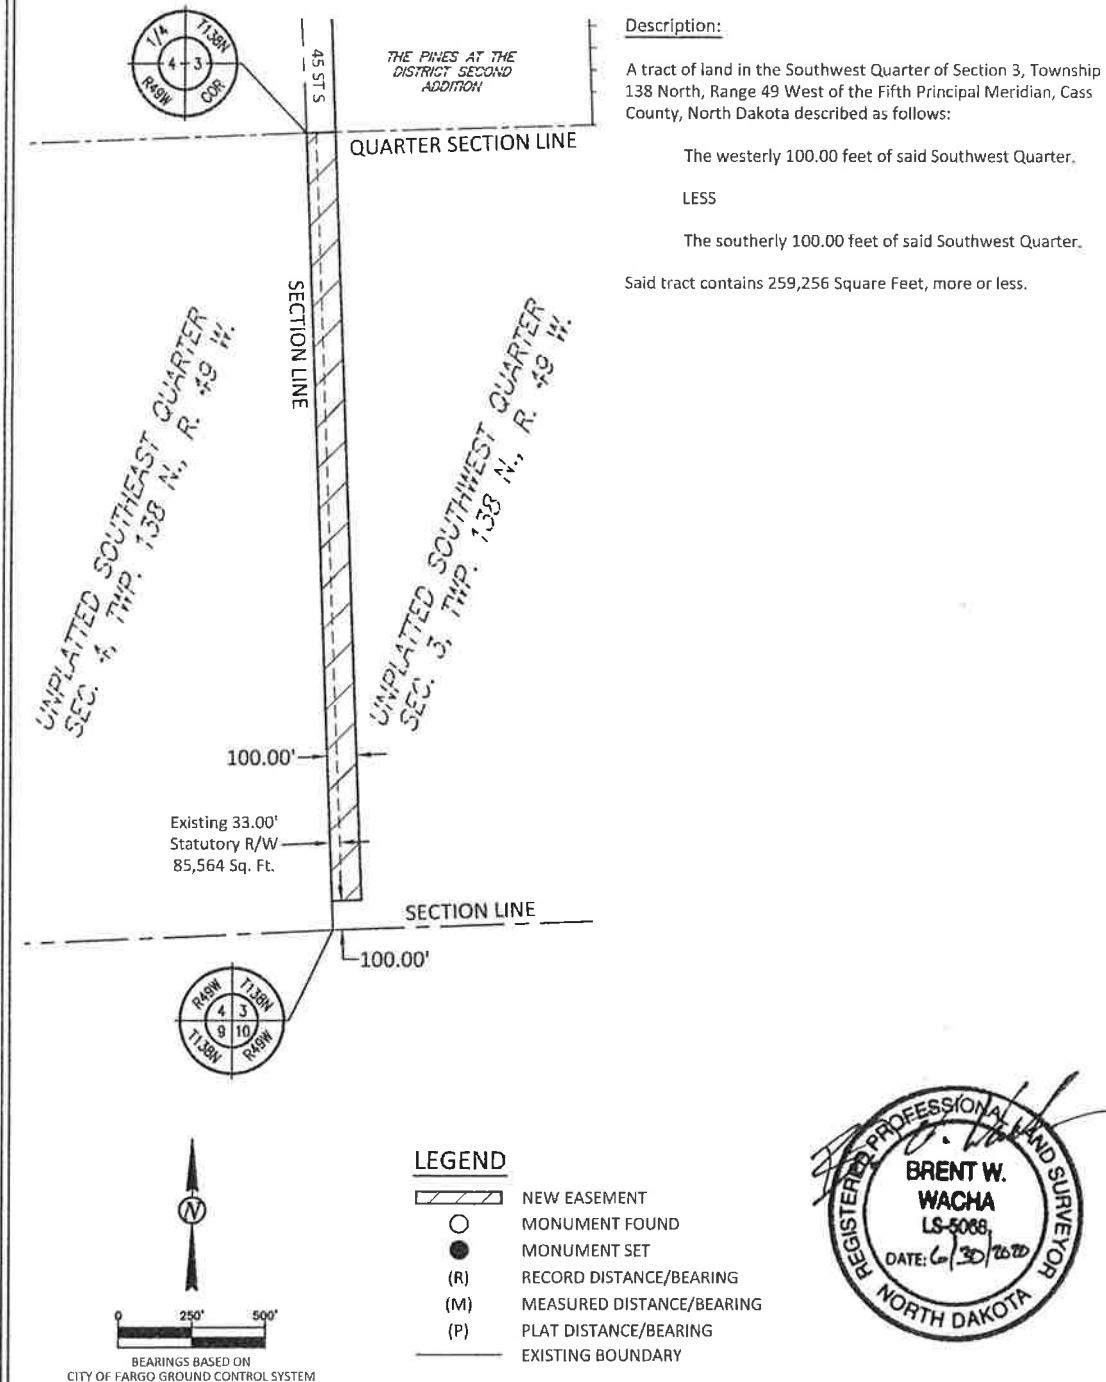 1/4
T138N
4 3
R49W
COR
45 ST S
THE PINES AT THE
DISTRICT SECOND
ADDITION
QUARTER SECTION LINE
Description:
A tract of land in the Southwest Quarter of Section 3, Township
138 North, Range 49 West of the Fifth Principal Meridian, Cass
County, North Dakota described as follows:
The westerly 100.00 feet of said Southwest Quarter.
LESS
The southerly 100.00 feet of said Southwest Quarter.
Said tract contains 259,256 Square Feet, more or less.
SECTION LINE
UNPLATTED SOUTHEAST QUARTER
SEC. 4, TWP. 138 N., R. 49 W.
UNPLATTED SOUTHWEST QUARTER
SEC. 3, TWP. 138 N., R. 49 W.
100.00'
Existing 33.00'
Statutory R/W
85,564 Sq. Ft.
SECTION LINE
100.00'
R49W
T138N
4 3
9 10
T138N
R49W
N
0 250' 500'
BEARINGS BASED ON
CITY OF FARGO GROUND CONTROL SYSTEM
LEGEND
NEW EASEMENT
MONUMENT FOUND
MONUMENT SET
(R) RECORD DISTANCE/BEARING
(M) MEASURED DISTANCE/BEARING
(P) PLAT DISTANCE/BEARING
EXISTING BOUNDARY
REGISTERED PROFESSIONAL LAND SURVEYOR
BRENT W.
WACHA
LS-5068
DATE: 6/30/2020
NORTH DAKOTA